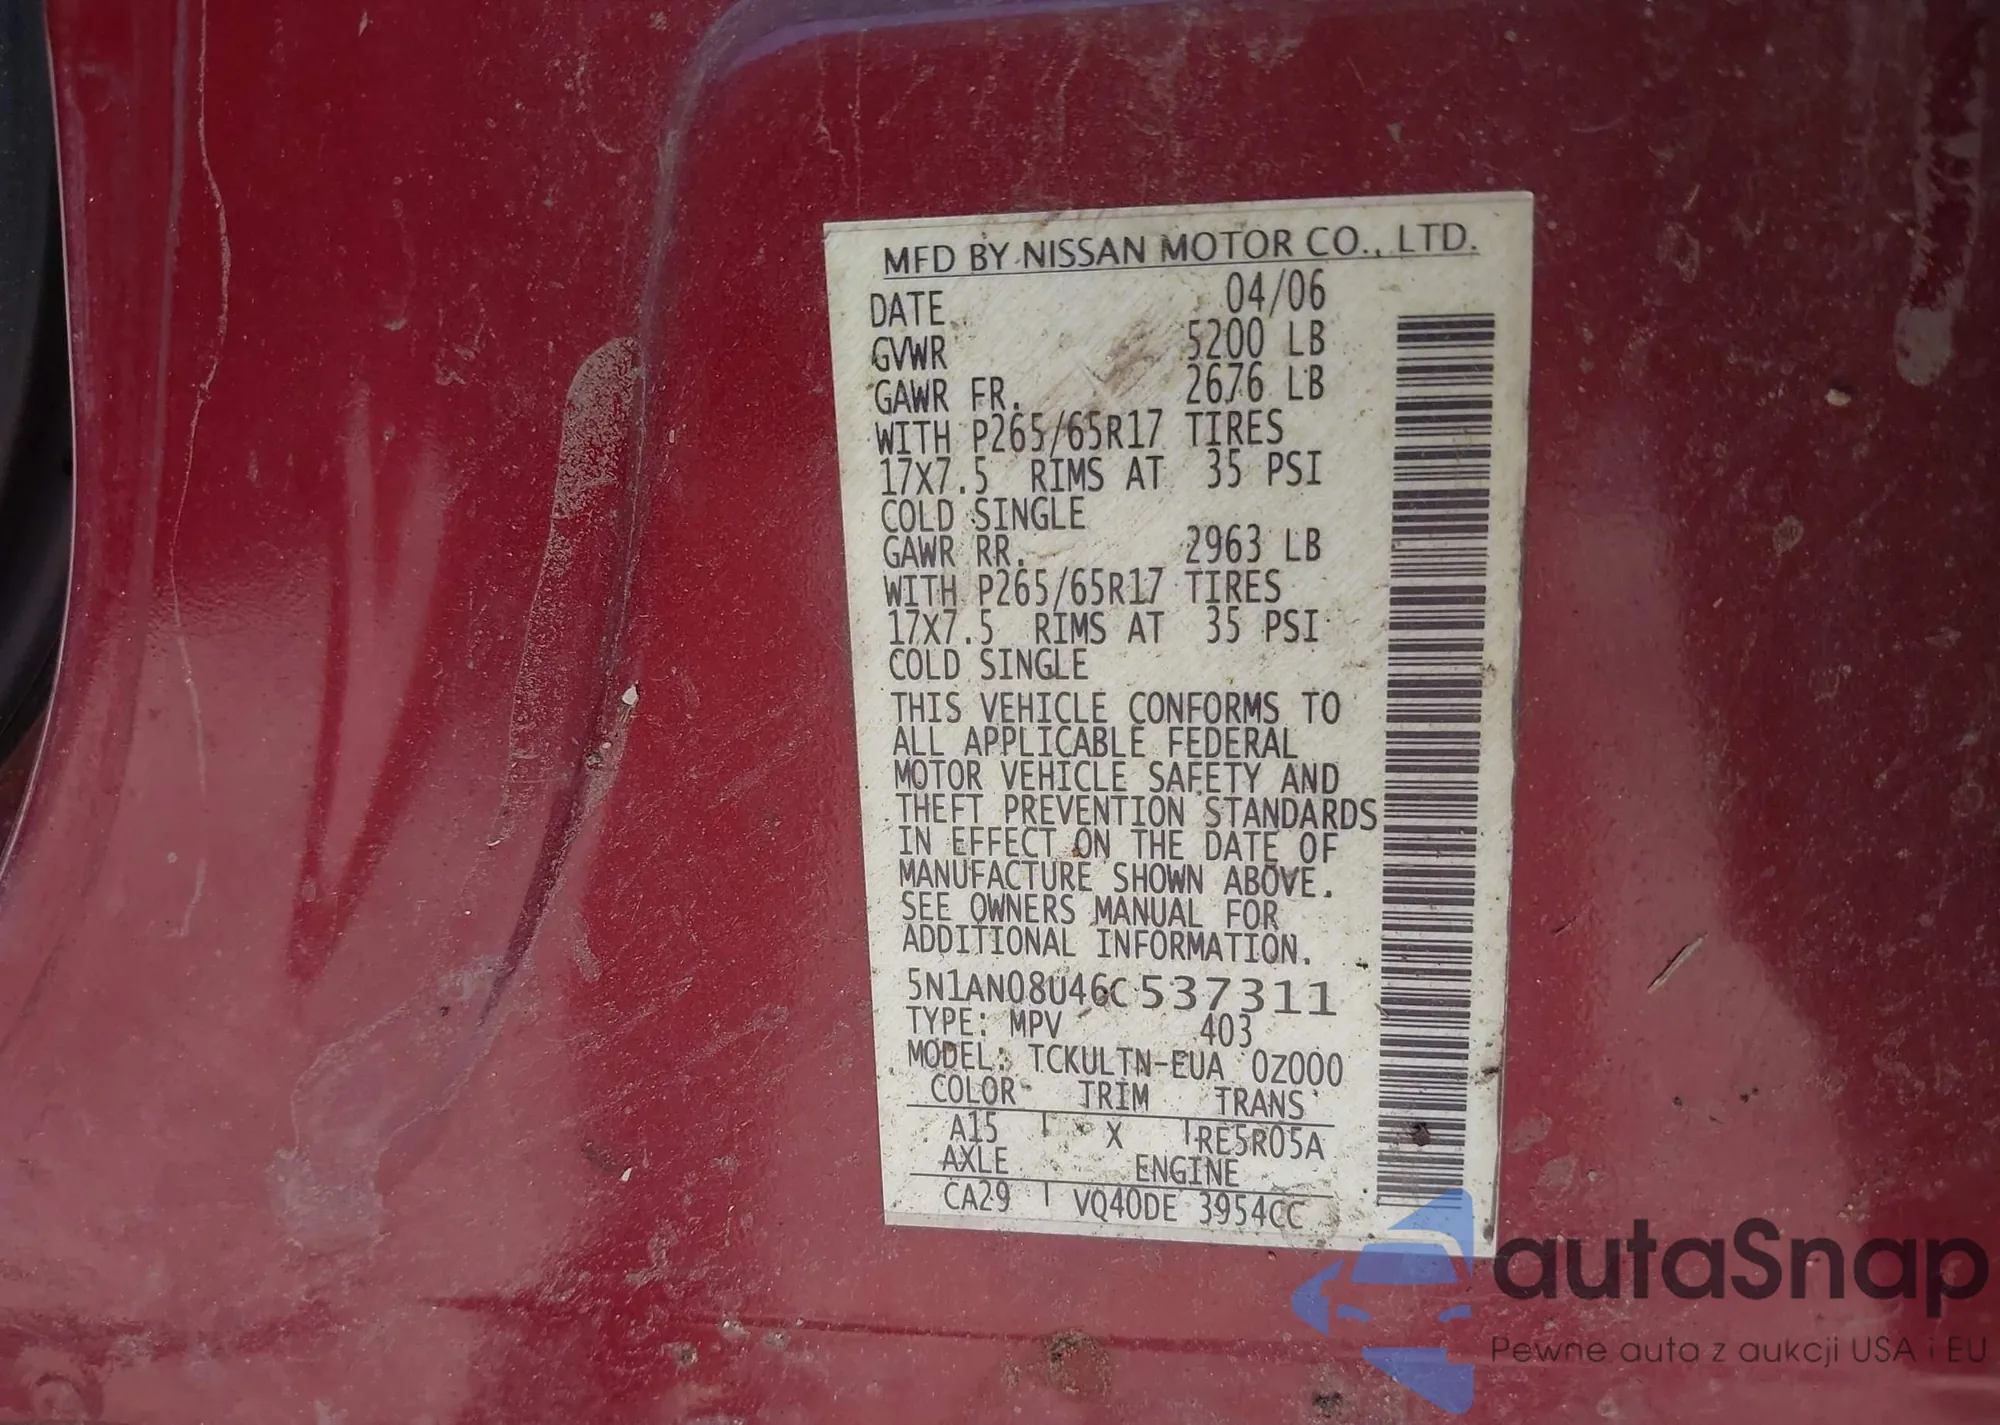 MFD BY NISSAN MOTOR CO., LTD.
DATE 04/06
GVWR 5200 LB
GAWR FR. 2676 LB
WITH P265/65R17 TIRES
17X7.5 RIMS AT 35 PSI
COLD SINGLE
GAWR RR. 2963 LB
WITH P265/65R17 TIRES
17X7.5 RIMS AT 35 PSI
COLD SINGLE
THIS VEHICLE CONFORMS TO
ALL APPLICABLE FEDERAL
MOTOR VEHICLE SAFETY AND
THEFT PREVENTION STANDARDS
IN EFFECT ON THE DATE OF
MANUFACTURE SHOWN ABOVE.
SEE OWNERS MANUAL FOR
ADDITIONAL INFORMATION.
5N1AN08U46C537311
TYPE: MPV 403
MODEL: TCKULTN-EUA 0Z000
COLOR TRIM TRANS
A15 X RE5R05A
AXLE ENGINE
CA29 VQ40DE 3954CC
autaSnap
Pewne auta z aukcji USA i EU